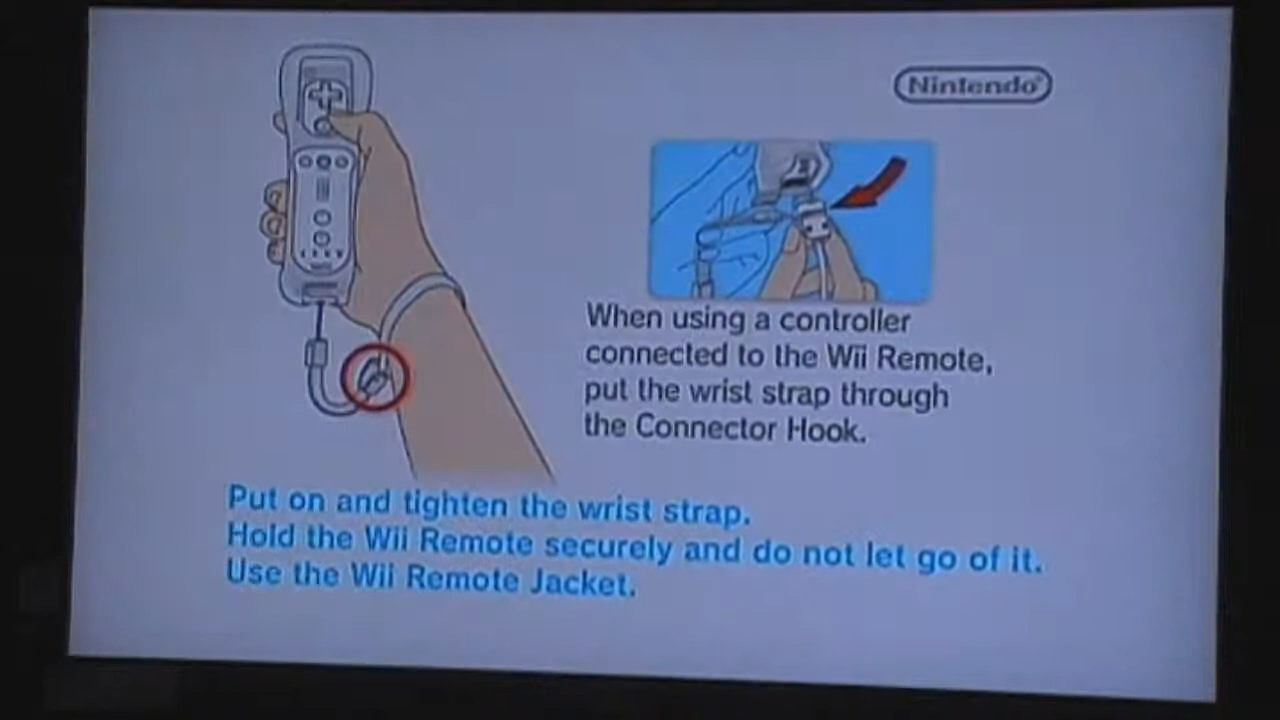 Nintendo
When using a controller
connected to the Wii Remote,
put the wrist strap through
the Connector Hook.
Put on and tighten the wrist strap.
Hold the Wii Remote securely and do not let go of it.
Use the Wii Remote Jacket.